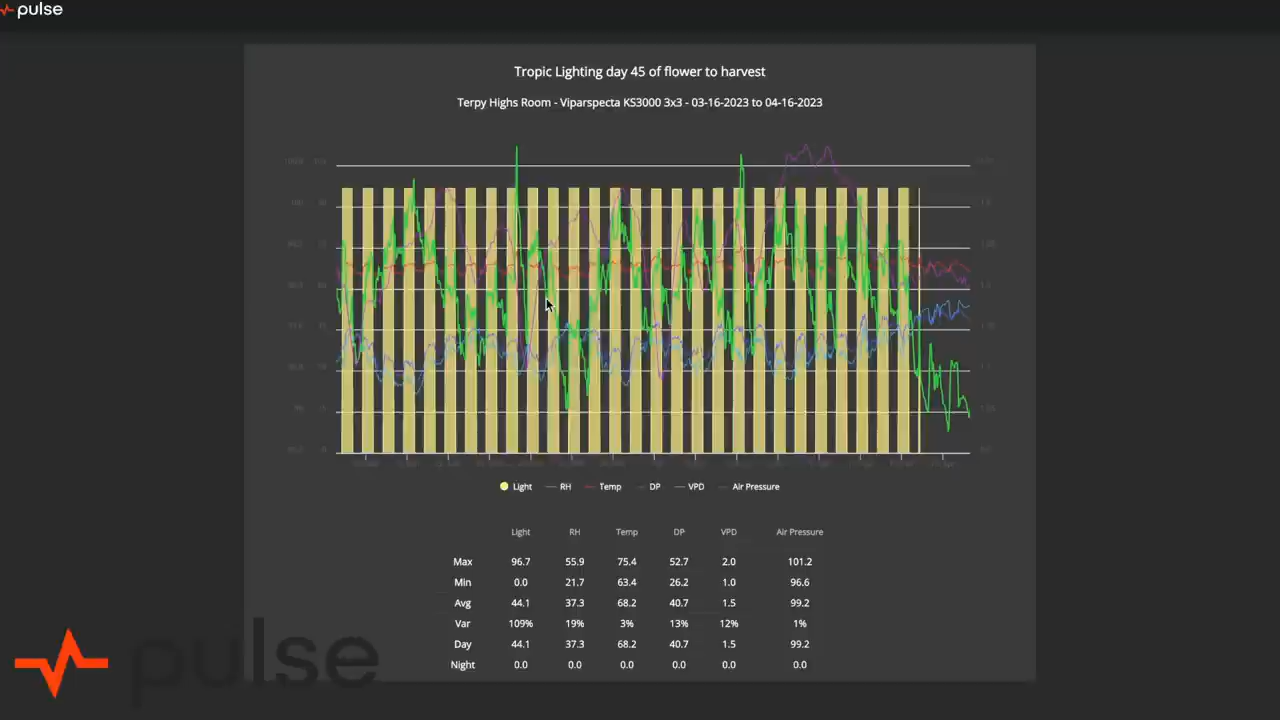 pulse
Tropic Lighting day 45 of flower to harvest
Terpy Highs Room - Viparspecta KS3000 3x3 - 03-16-2023 to 04-16-2023
Light RH Temp DP VPD Air Pressure
Light RH Temp DP VPD Air Pressure
Max 96.7 55.9 75.4 52.7 2.0 101.2
Min 0.0 21.7 63.4 26.2 1.0 96.6
Avg 44.1 37.3 68.2 40.7 1.5 99.2
Var 109% 19% 3% 13% 12% 1%
Day 44.1 37.3 68.2 40.7 1.5 99.2
Night 0.0 0.0 0.0 0.0 0.0 0.0
pulse